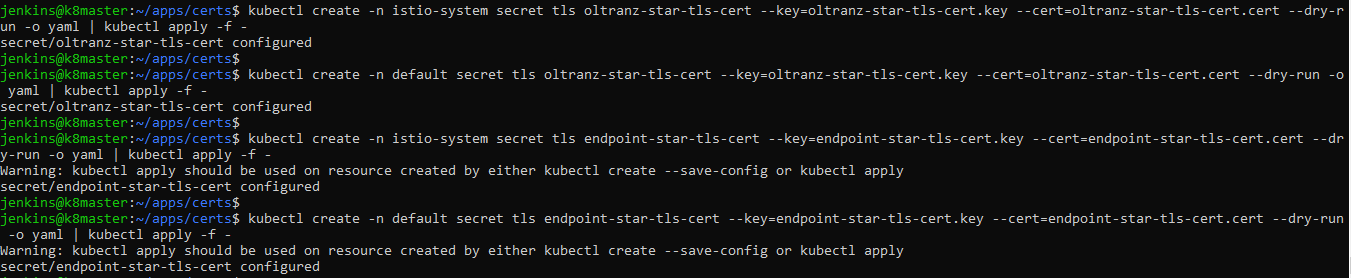 jenkins@k8master:~/apps/certs$ kubectl create -n istio-system secret tls oltranz-star-tls-cert --key=oltranz-star-tls-cert.key --cert=oltranz-star-tls-cert.cert --dry-r
un -o yaml | kubectl apply -f -
secret/oltranz-star-tls-cert configured
jenkins@k8master:~/apps/certs$
jenkins@k8master:~/apps/certs$ kubectl create -n default secret tls oltranz-star-tls-cert --key=oltranz-star-tls-cert.key --cert=oltranz-star-tls-cert.cert --dry-run -o
 yaml | kubectl apply -f -
secret/oltranz-star-tls-cert configured
jenkins@k8master:~/apps/certs$
jenkins@k8master:~/apps/certs$ kubectl create -n istio-system secret tls endpoint-star-tls-cert --key=endpoint-star-tls-cert.key --cert=endpoint-star-tls-cert.cert --dr
y-run -o yaml | kubectl apply -f -
Warning: kubectl apply should be used on resource created by either kubectl create --save-config or kubectl apply
secret/endpoint-star-tls-cert configured
jenkins@k8master:~/apps/certs$
jenkins@k8master:~/apps/certs$ kubectl create -n default secret tls endpoint-star-tls-cert --key=endpoint-star-tls-cert.key --cert=endpoint-star-tls-cert.cert --dry-run
 -o yaml | kubectl apply -f -
Warning: kubectl apply should be used on resource created by either kubectl create --save-config or kubectl apply
secret/endpoint-star-tls-cert configured